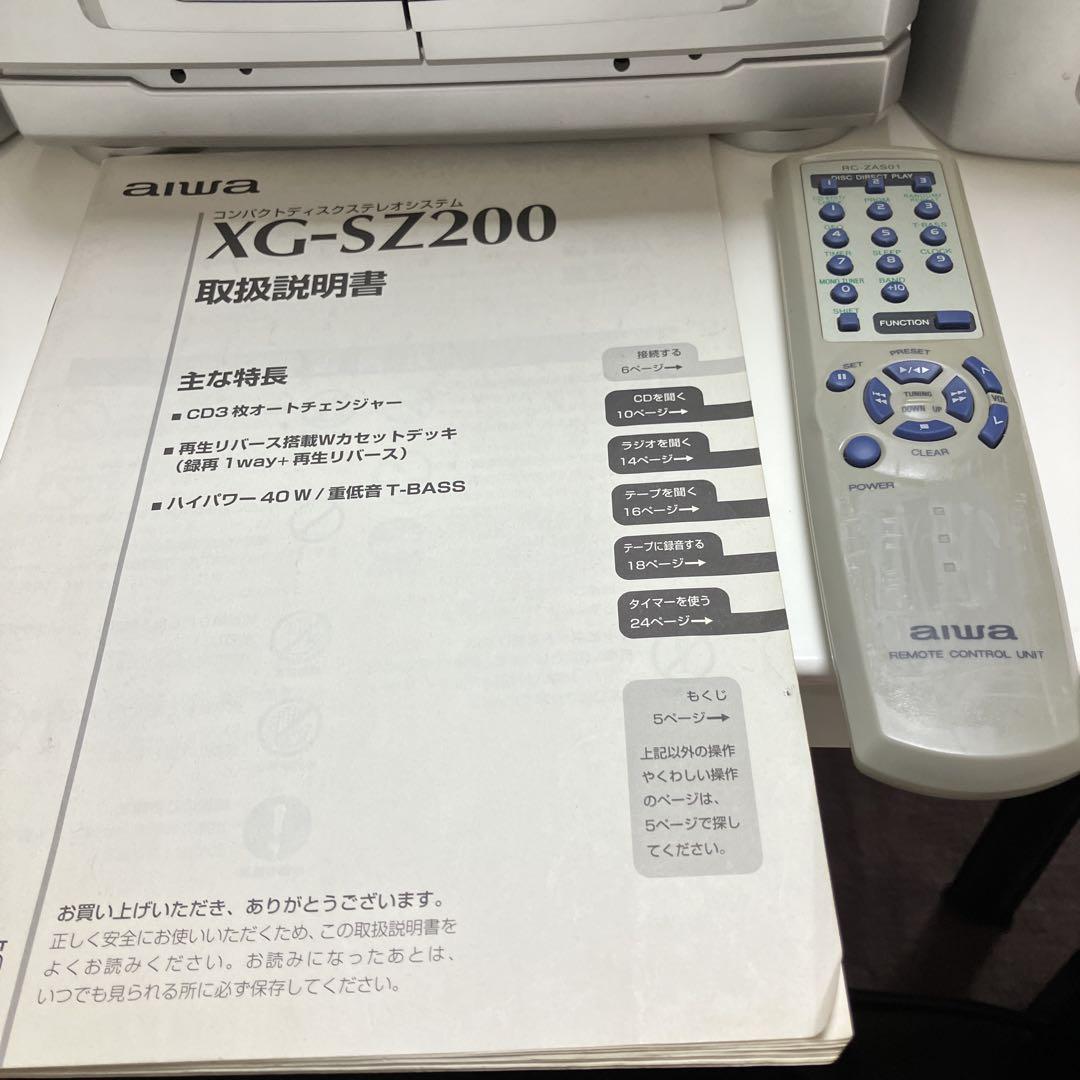 aiwa
コンパクトディスクステレオシステム
XG-SZ200
取扱説明書
主な特長
■ CD3枚オートチェンジャー
■ 再生リバース搭載Wカセットデッキ
(録再 1way+再生リバース)
■ ハイパワー 40 W / 重低音 T-BASS
接続する
6ページ→
CDを聞く
10ページ→
ラジオを聞く
14ページ→
テープを聞く
16ページ→
テープに録音する
18ページ→
タイマーを使う
24ページ→
もくじ
5ページ→
上記以外の操作
やくわしい操作
のページは、
5ページで探し
てください。
お買い上げいただき、ありがとうございます。
正しく安全にお使いいただくため、この取扱説明書を
よくお読みください。お読みになったあとは、
いつでも見られる所に必ず保存してください。
RC-ZAS01
DISC DIRECT PLAY
1 2 3
PRGM
1 2 3
T-BASS
4 5 6
TIMER SLEEP CLOCK
7 8 9
MONO TUNER BAND
0 +10
SHIFT
FUNCTION
SET
PRESET
TUNING
DOWN UP
VOL
CLEAR
POWER
aiwa
REMOTE CONTROL UNIT